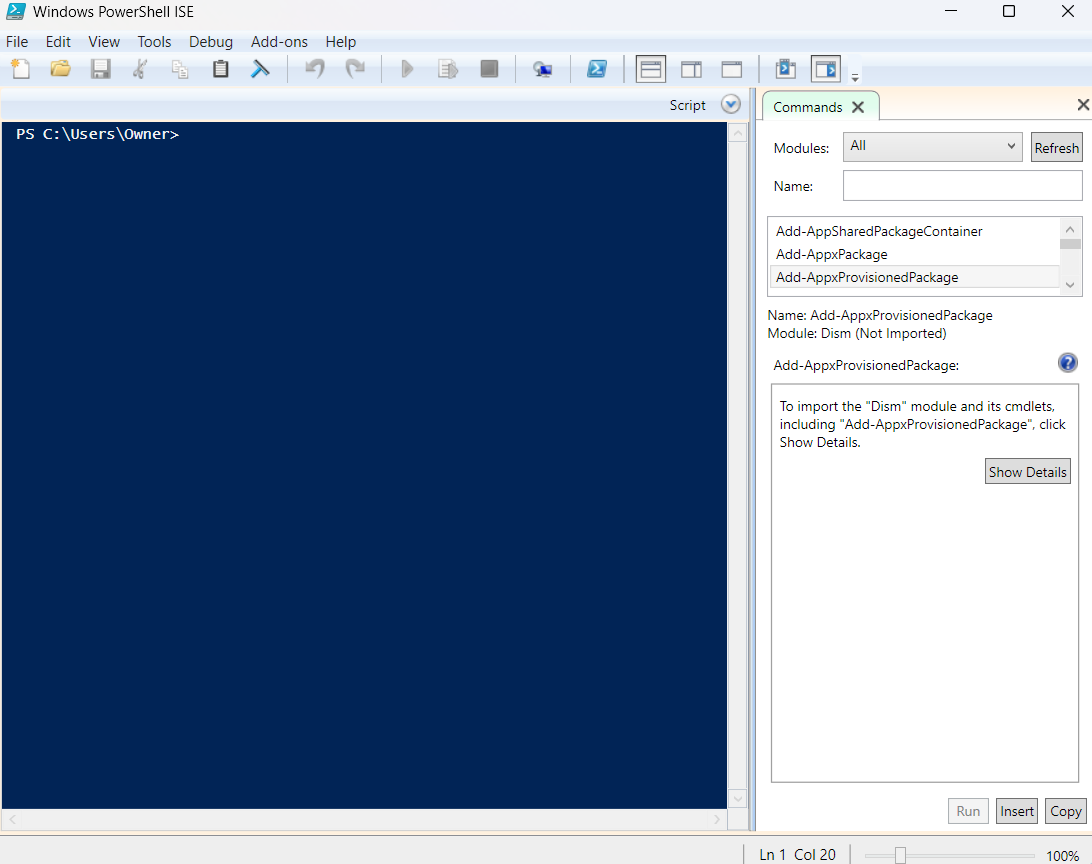 Windows PowerShell ISE
File Edit View Tools Debug Add-ons Help
Script
PS C:\Users\Owner>
Commands
Modules: All Refresh
Name:
Add-AppSharedPackageContainer
Add-AppxPackage
Add-AppxProvisionedPackage
Name: Add-AppxProvisionedPackage
Module: Dism (Not Imported)
Add-AppxProvisionedPackage:
To import the "Dism" module and its cmdlets,
including "Add-AppxProvisionedPackage", click
Show Details.
Show Details
Run Insert Copy
Ln 1 Col 20 100%